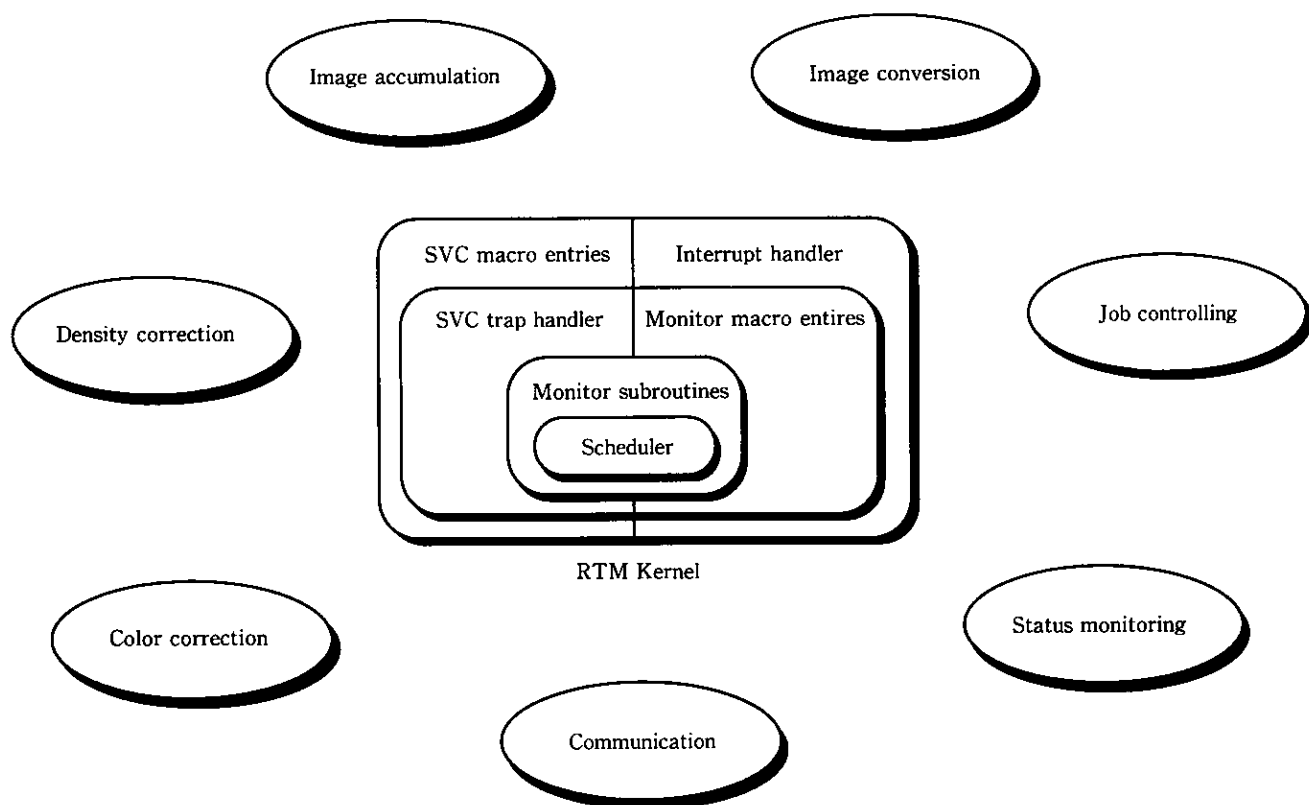 Image accumulation
Image conversion
SVC macro entries
Interrupt handler
Density correction
SVC trap handler
Monitor macro entires
Job controlling
Monitor subroutines
Scheduler
RTM Kernel
Color correction
Status monitoring
Communication